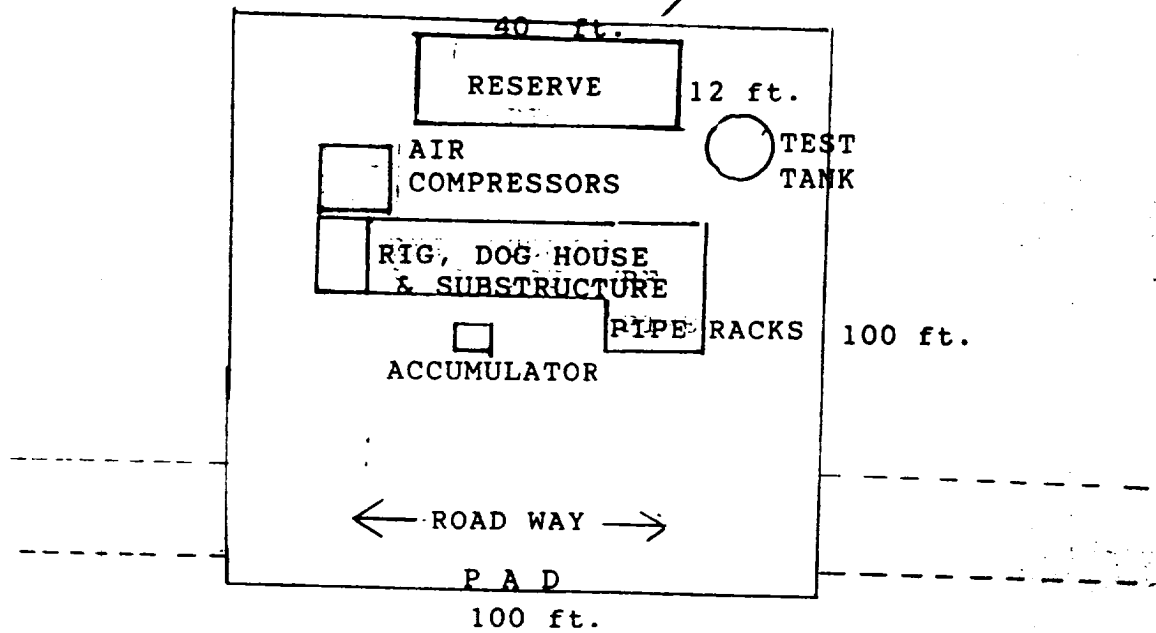 40 ft.
RESERVE
12 ft.
TEST
TANK
AIR
COMPRESSORS
RIG, DOG HOUSE
& SUBSTRUCTURE
PIPE RACKS
100 ft.
ACCUMULATOR
ROAD WAY
PAD
100 ft.